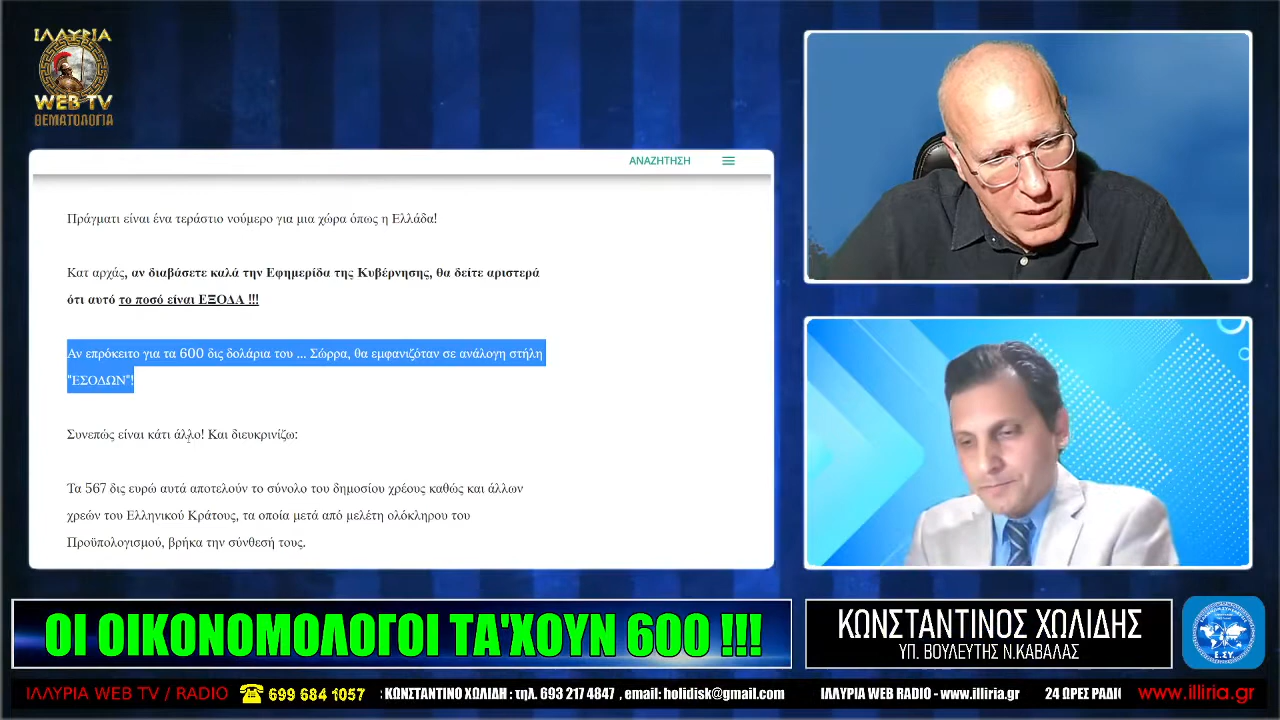 ΙΛΛΥΡΙΑ
WEB TV
ΘΕΜΑΤΟΛΟΓΙΑ
ΑΝΑΖΗΤΗΣΗ
Πράγματι είναι ένα τεράστιο νούμερο για μια χώρα όπως η Ελλάδα!
Κατ αρχάς, αν διαβάσετε καλά την Εφημερίδα της Κυβέρνησης, θα δείτε αριστερά
ότι αυτό το ποσό είναι ΕΞΟΔΑ !!!
Αν επρόκειτο για τα 600 δις δολάρια του ... Σώρρα, θα εμφανιζόταν σε ανάλογη στήλη
"ΕΣΟΔΩΝ"!
Συνεπώς είναι κάτι άλλο! Και διευκρινίζω:
Τα 567 δις ευρώ αυτά αποτελούν το σύνολο του δημοσίου χρέους καθώς και άλλων
χρεών του Ελληνικού Κράτους, τα οποία μετά από μελέτη ολόκληρου του
Προϋπολογισμού, βρήκα την σύνθεσή τους.
ΟΙ ΟΙΚΟΝΟΜΟΛΟΓΟΙ ΤΑ'ΧΟΥΝ 600 !!!
ΚΩΝΣΤΑΝΤΙΝΟΣ ΧΩΛΙΔΗΣ
ΥΠ. ΒΟΥΛΕΥΤΗΣ Ν.ΚΑΒΑΛΑΣ
Ε.ΣΥ.
ΙΛΛΥΡΙΑ WEB TV / RADIO 699 684 1057 : ΚΩΝΣΤΑΝΤΙΝΟ ΧΩΛΙΔΗ : τηλ. 693 217 4847 , email: holidisk@gmail.com ΙΛΛΥΡΙΑ WEB RADIO - www.illiria.gr 24 ΩΡΕΣ ΡΑΔΙΟ www.illiria.gr